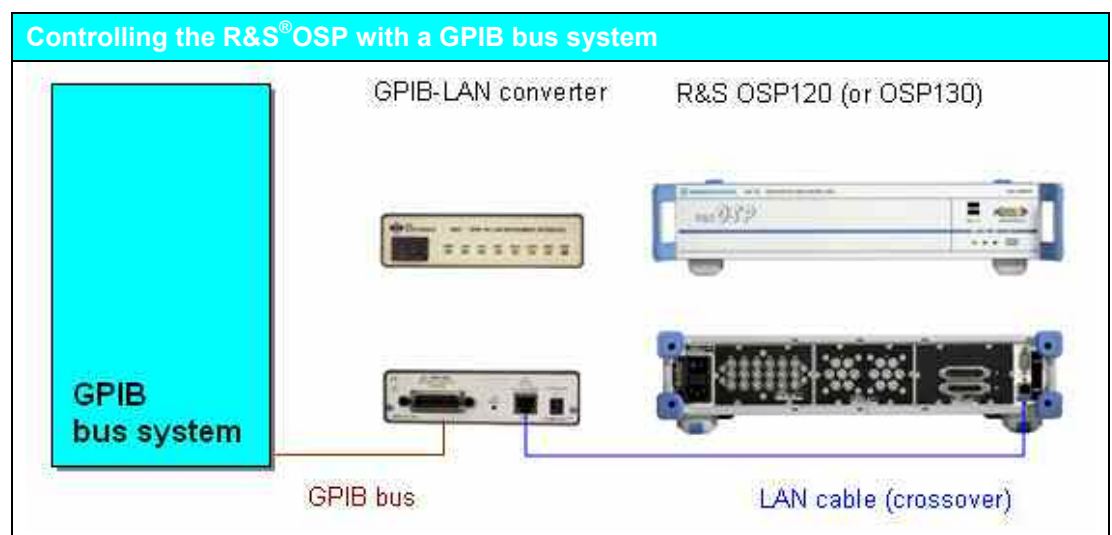 Controlling the R&S®OSP with a GPIB bus system
GPIB-LAN converter
R&S OSP120 (or OSP130)
OSP
GPIB
bus system
GPIB bus
LAN cable (crossover)